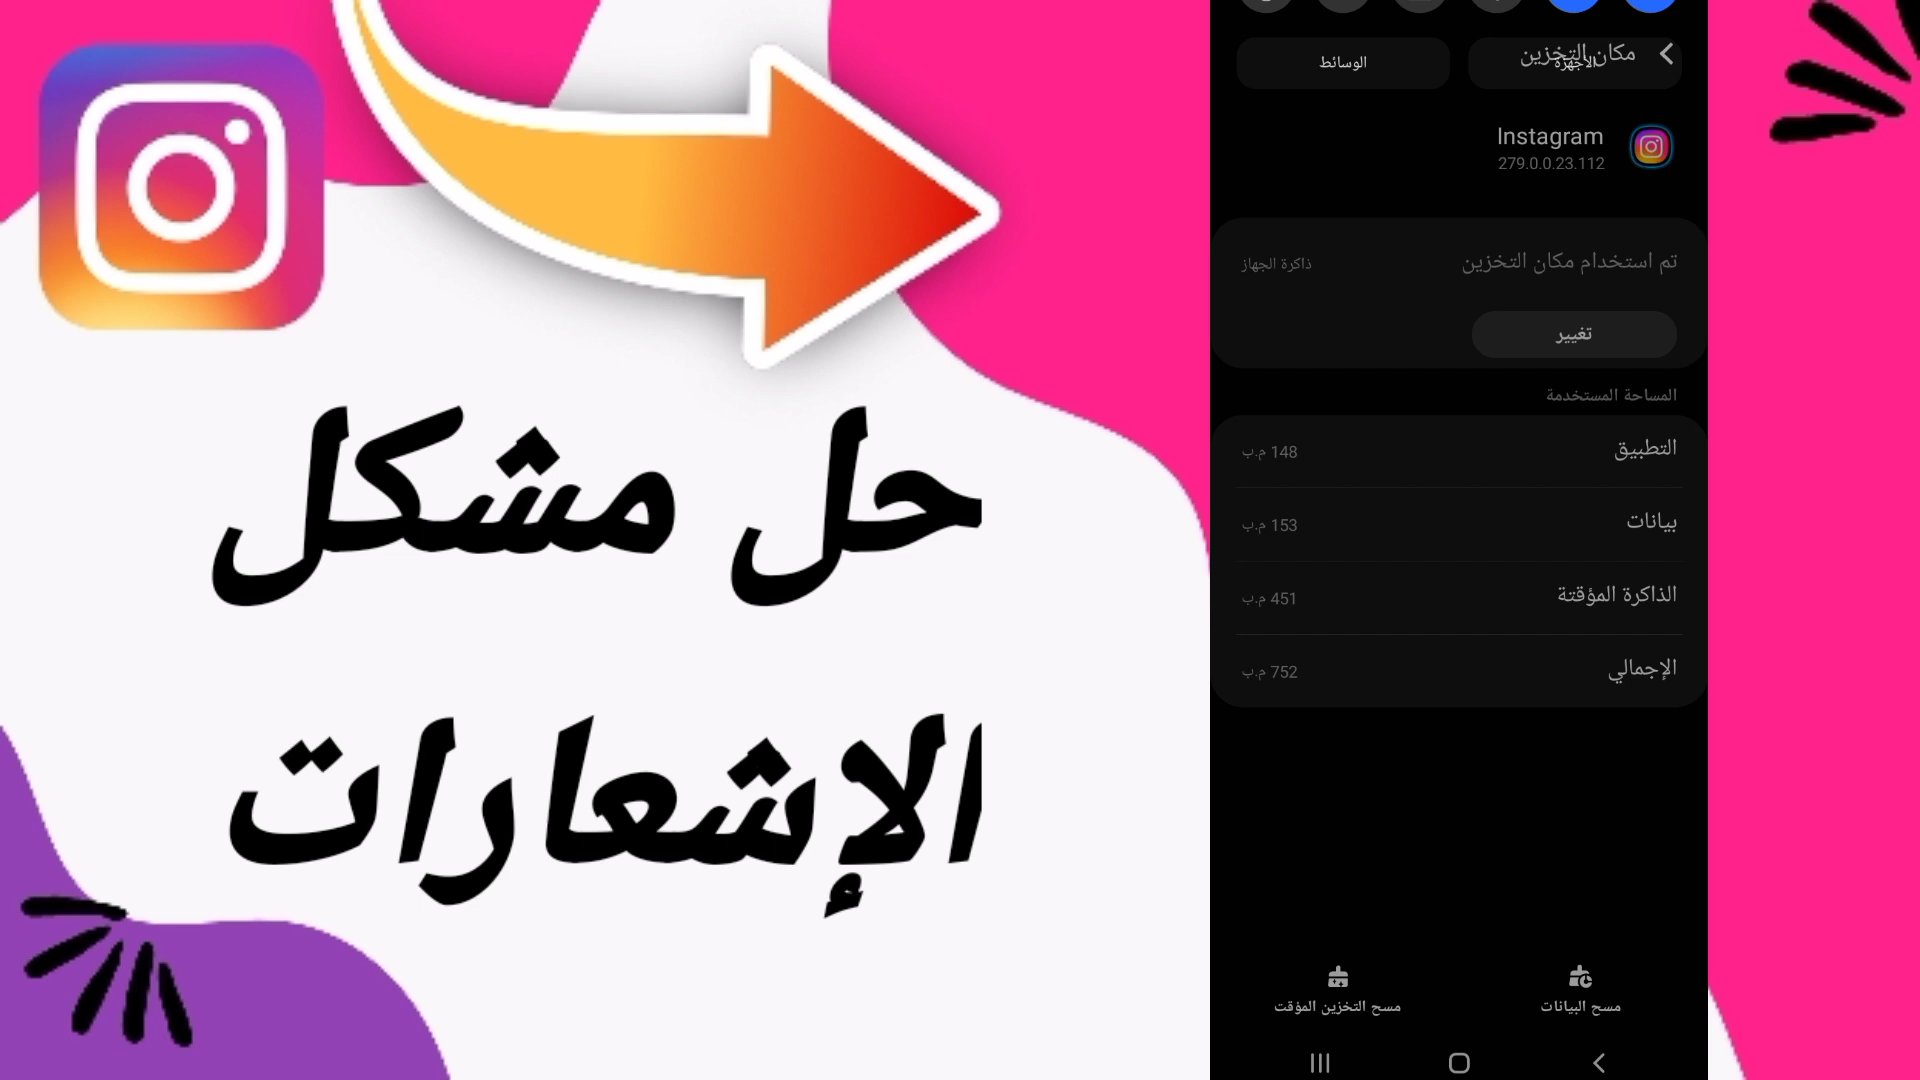 حل مشكل
الإشعارات
الأجهزة
الوسائط
مكان التخزين
Instagram
279.0.0.23.112
تم استخدام مكان التخزين
ذاكرة الجهاز
تغيير
المساحة المستخدمة
التطبيق
148 م.ب
بيانات
153 م.ب
الذاكرة المؤقتة
451 م.ب
الإجمالي
752 م.ب
مسح البيانات
مسح التخزين المؤقت